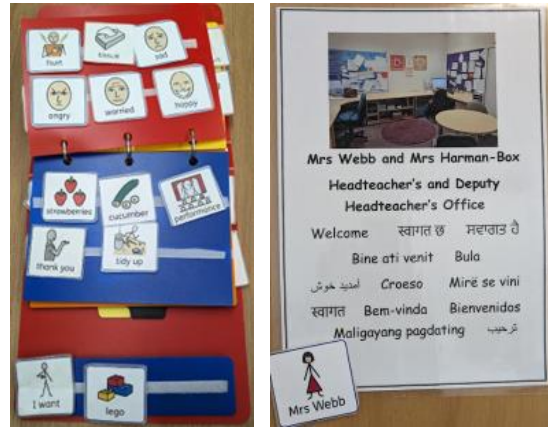 hurt tissue sad
angry worried happy
strawberries cucumber performance
thank you tidy up
I want lego
Mrs Webb and Mrs Harman-Box
Headteacher's and Deputy
Headteacher's Office
Welcome स्वागत छ ਸਵਾਗਤ ਹੈ
Bine ati venit Bula
آمدید خوش Croeso Mirë se vini
स्वागत Bem-vinda Bienvenidos
Maligayang pagdating ترحيب
Mrs Webb